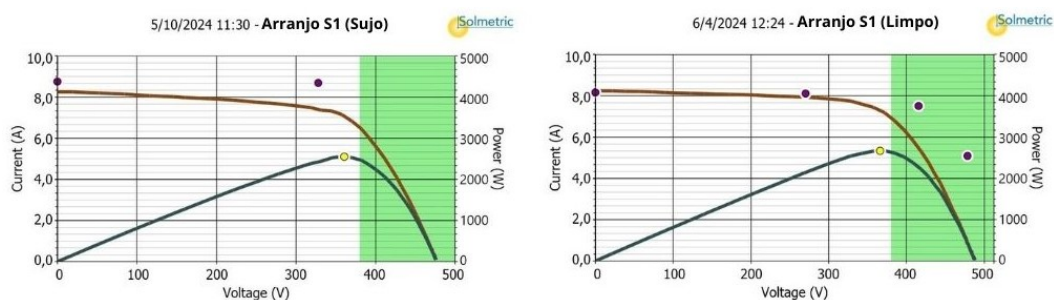 5/10/2024 11:30 - Arranjo S1 (Sujo)
Solmetric
10,0
8,0
6,0
4,0
2,0
0,0
Current (A)
5000
4000
3000
2000
1000
0
Power (W)
0 100 200 300 400 500
Voltage (V)
6/4/2024 12:24 - Arranjo S1 (Limpo)
Solmetric
10,0
8,0
6,0
4,0
2,0
0,0
Current (A)
5000
4000
3000
2000
1000
0
Power (W)
0 100 200 300 400 500
Voltage (V)